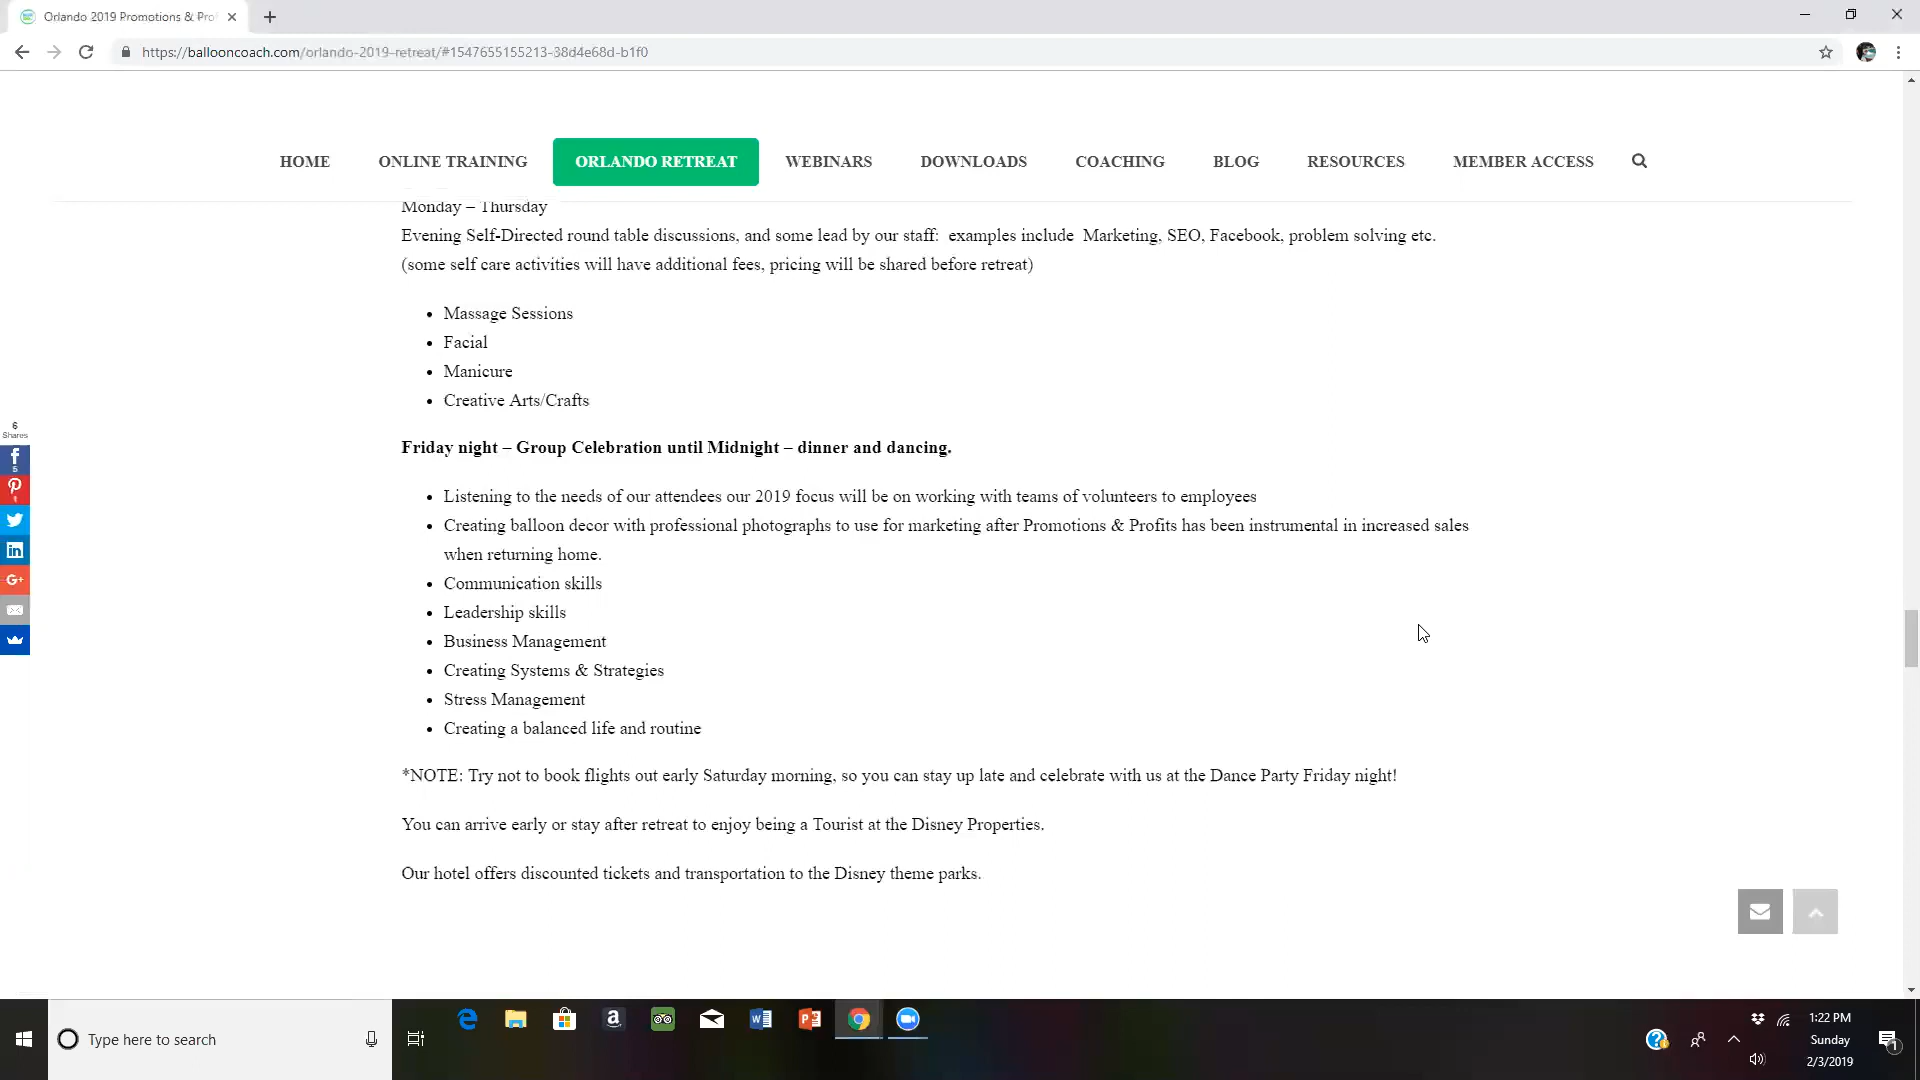 Orlando 2019 Promotions & Pro
https://ballooncoach.com/orlando-2019-retreat/#1547655155213-38d4e68d-b1f0
HOME ONLINE TRAINING ORLANDO RETREAT WEBINARS DOWNLOADS COACHING BLOG RESOURCES MEMBER ACCESS
Monday – Thursday
Evening Self-Directed round table discussions, and some lead by our staff: examples include Marketing, SEO, Facebook, problem solving etc.
(some self care activities will have additional fees, pricing will be shared before retreat)
• Massage Sessions
• Facial
• Manicure
• Creative Arts/Crafts
6
Shares
5
1
Friday night – Group Celebration until Midnight – dinner and dancing.
• Listening to the needs of our attendees our 2019 focus will be on working with teams of volunteers to employees
• Creating balloon decor with professional photographs to use for marketing after Promotions & Profits has been instrumental in increased sales
when returning home.
• Communication skills
• Leadership skills
• Business Management
• Creating Systems & Strategies
• Stress Management
• Creating a balanced life and routine
*NOTE: Try not to book flights out early Saturday morning, so you can stay up late and celebrate with us at the Dance Party Friday night!
You can arrive early or stay after retreat to enjoy being a Tourist at the Disney Properties.
Our hotel offers discounted tickets and transportation to the Disney theme parks.
Type here to search
1:22 PM
Sunday
2/3/2019
1